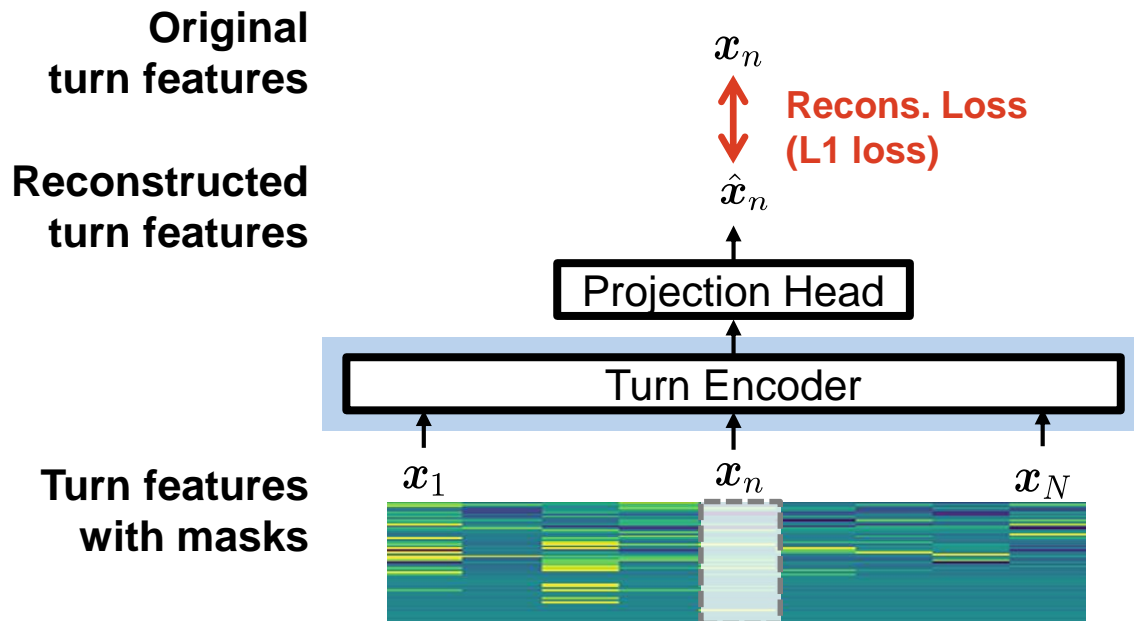 Original
turn features
x_n
Recons. Loss
(L1 loss)
Reconstructed
turn features
x̂_n
Projection Head
Turn Encoder
Turn features
with masks
x_1
x_n
x_N